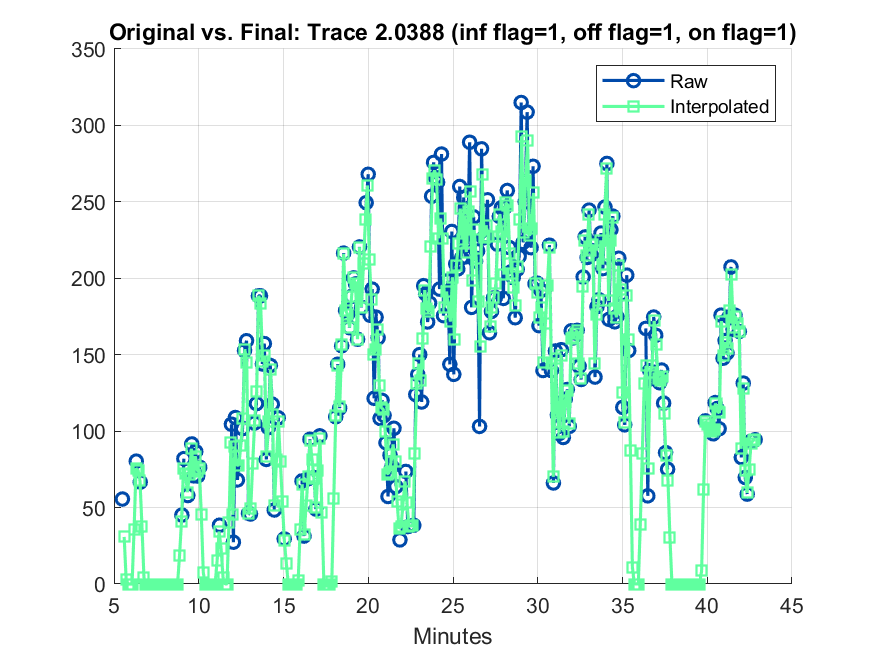 Original vs. Final: Trace 2.0388 (inf flag=1, off flag=1, on flag=1)
350
300
250
200
150
100
50
0
Raw
Interpolated
5 10 15 20 25 30 35 40 45
Minutes